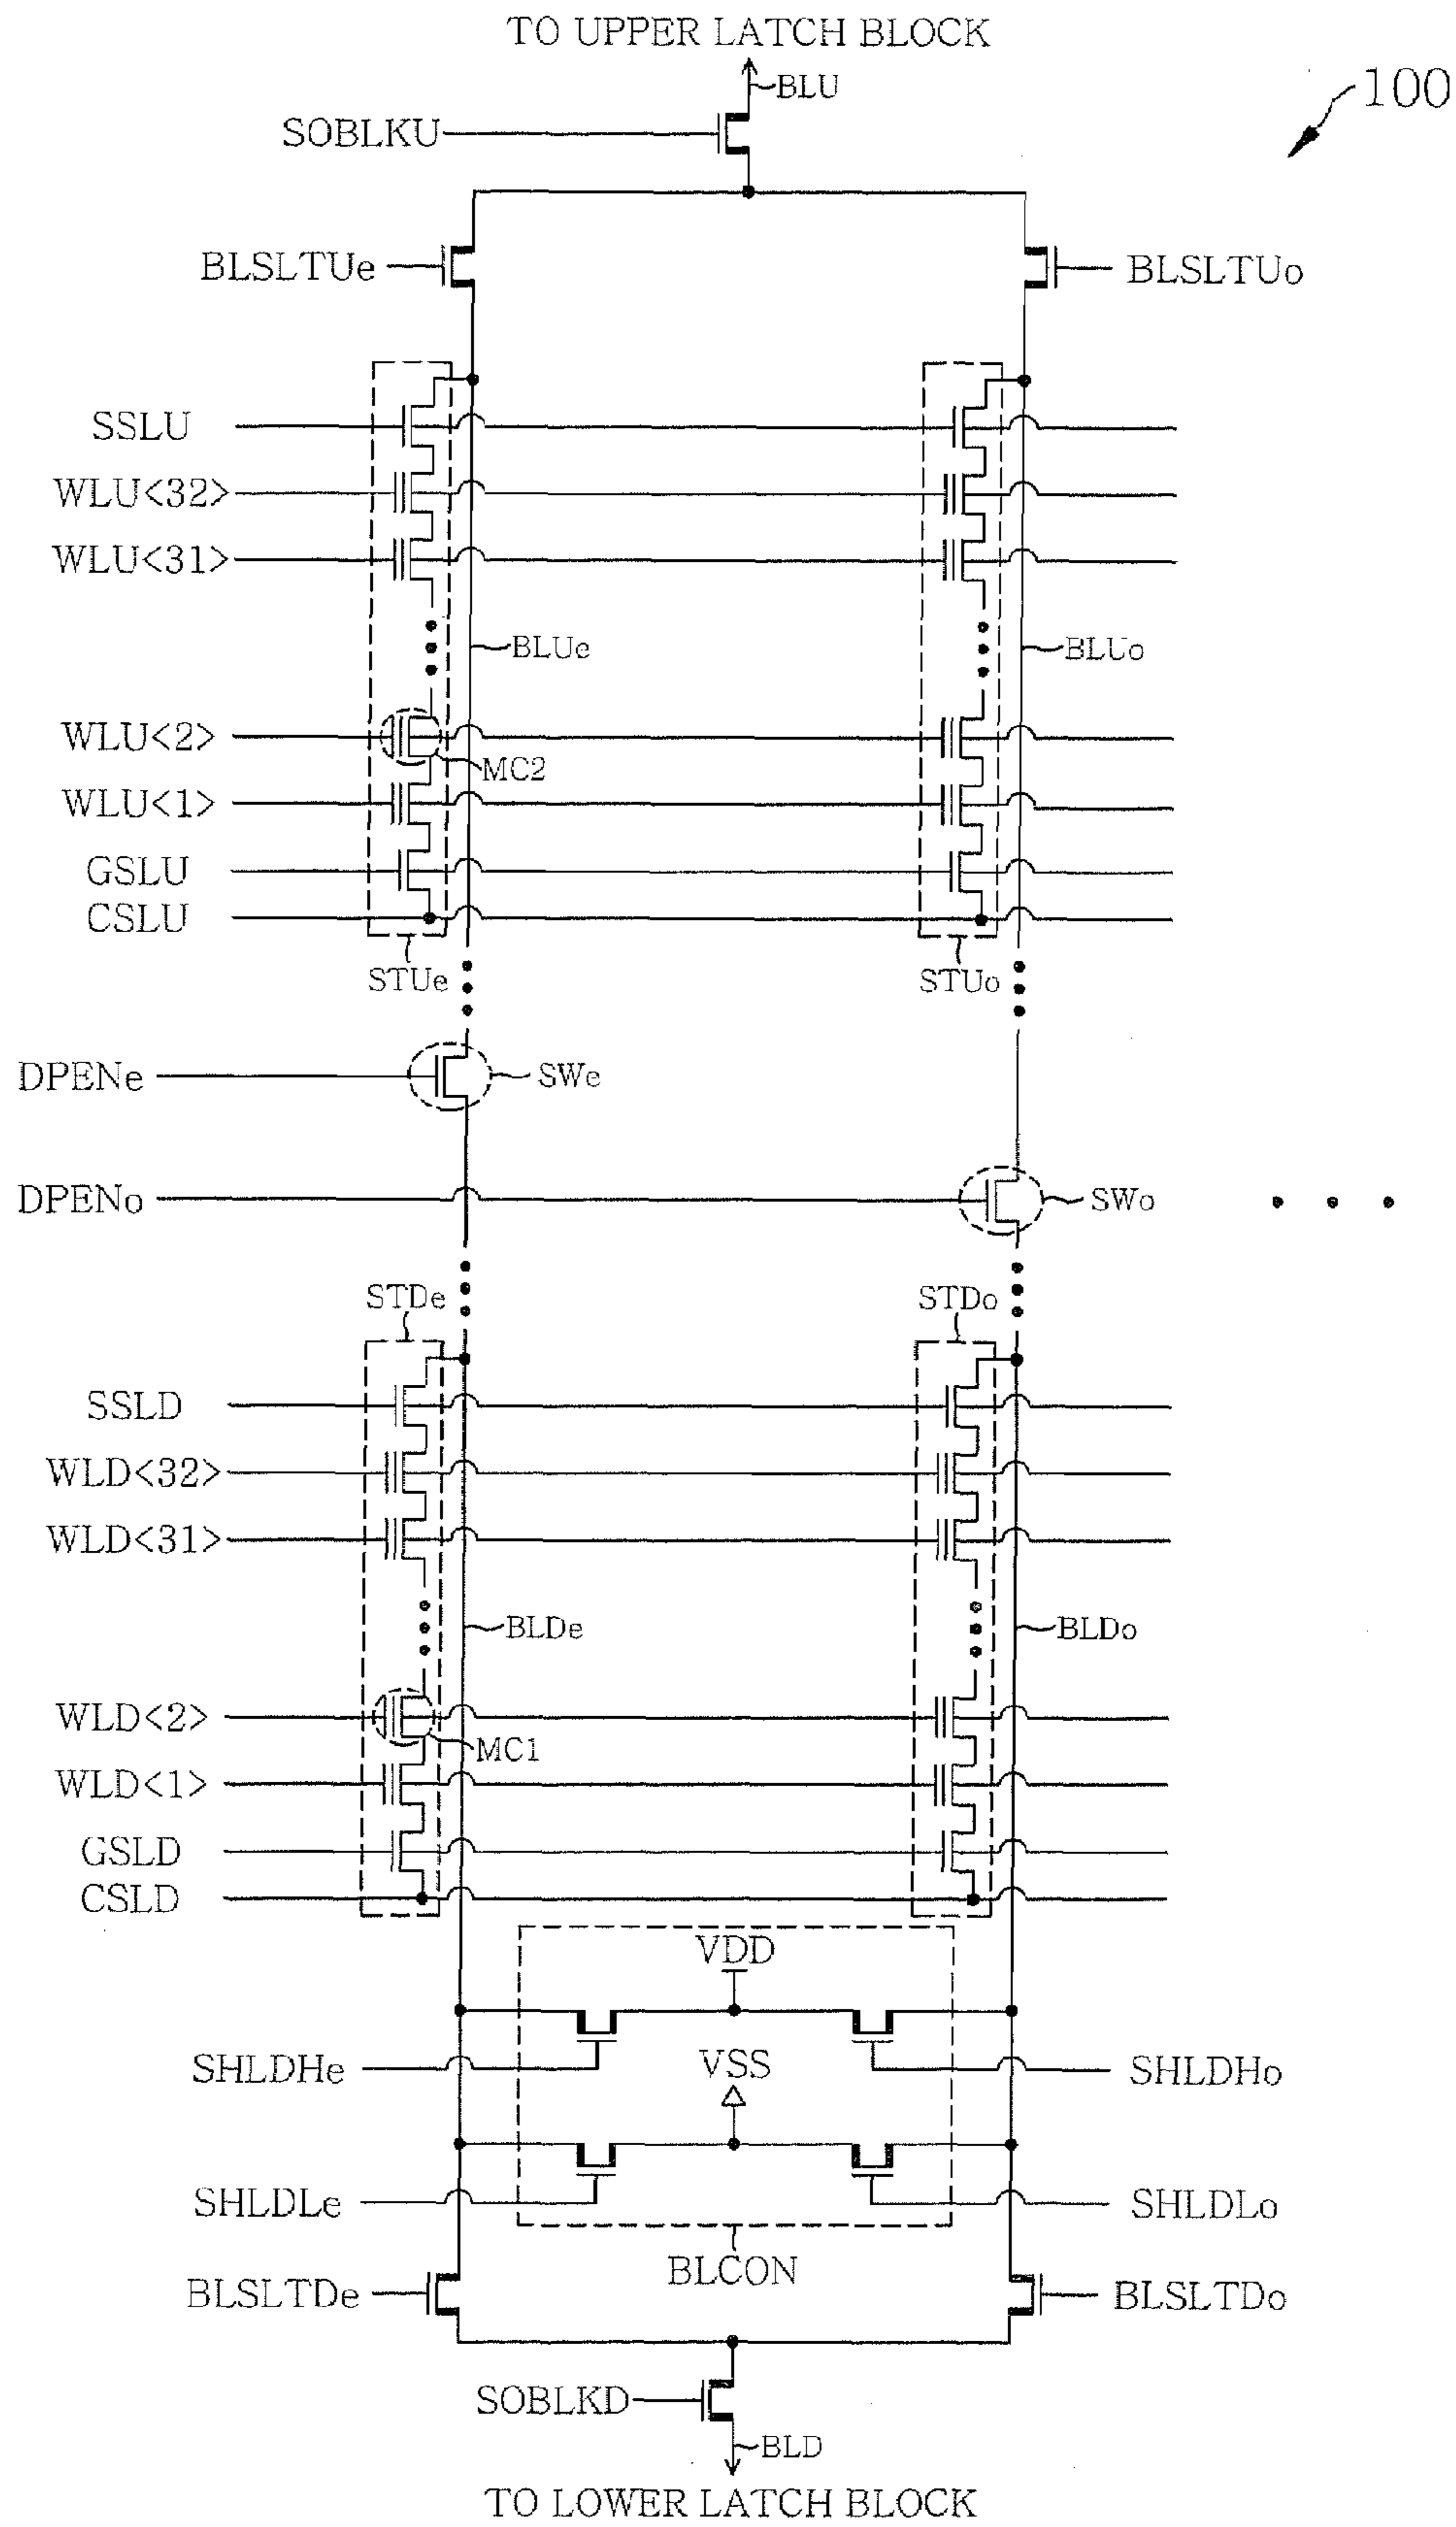 TO UPPER LATCH BLOCK
BLU
100
SOBLKU
BLSLTUe
BLSLTUo
SSLU
WLU<32>
WLU<31>
BLUe
BLUo
WLU<2>
MC2
WLU<1>
GSLU
CSLU
STUe
STUo
DPENe
SWe
DPENo
SWo
STDe
STDo
SSLD
WLD<32>
WLD<31>
BLDe
BLDo
WLD<2>
MC1
WLD<1>
GSLD
CSLD
VDD
SHLDHe
VSS
SHLDHo
SHLDLe
SHLDLo
BLCON
BLSLTDe
BLSLTDo
SOBLKD
BLD
TO LOWER LATCH BLOCK